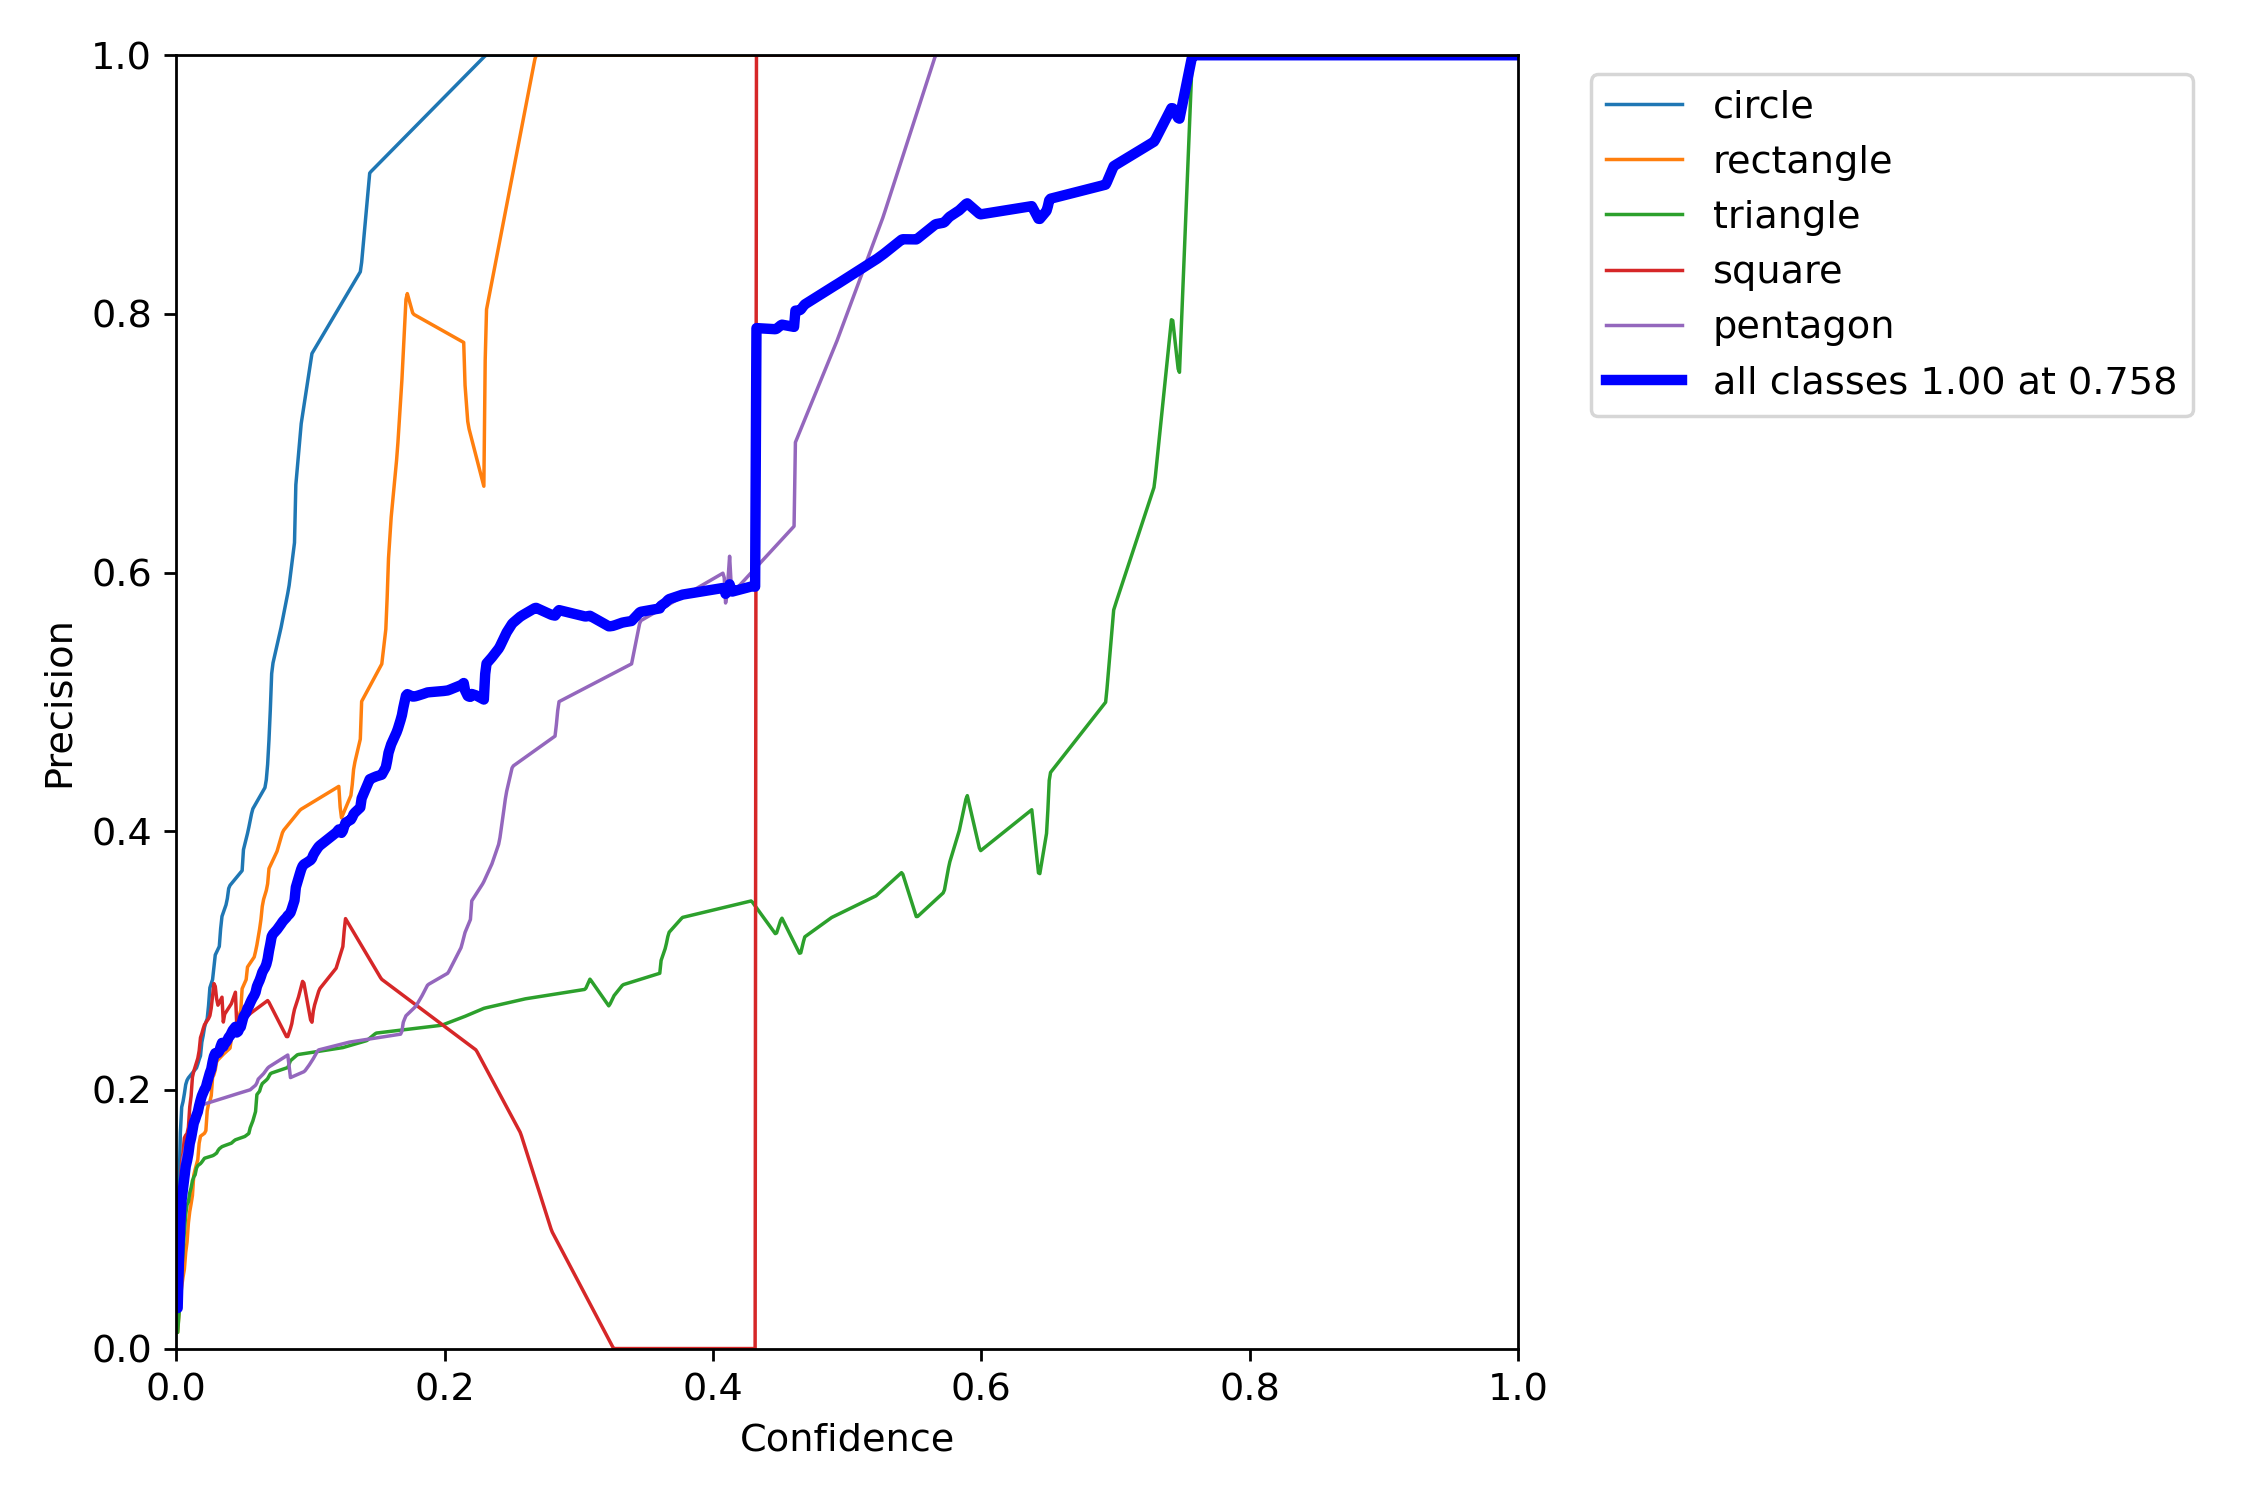 1.0
0.8
0.6
0.4
0.2
0.0
Precision
0.0 0.2 0.4 0.6 0.8 1.0
Confidence
circle
rectangle
triangle
square
pentagon
all classes 1.00 at 0.758